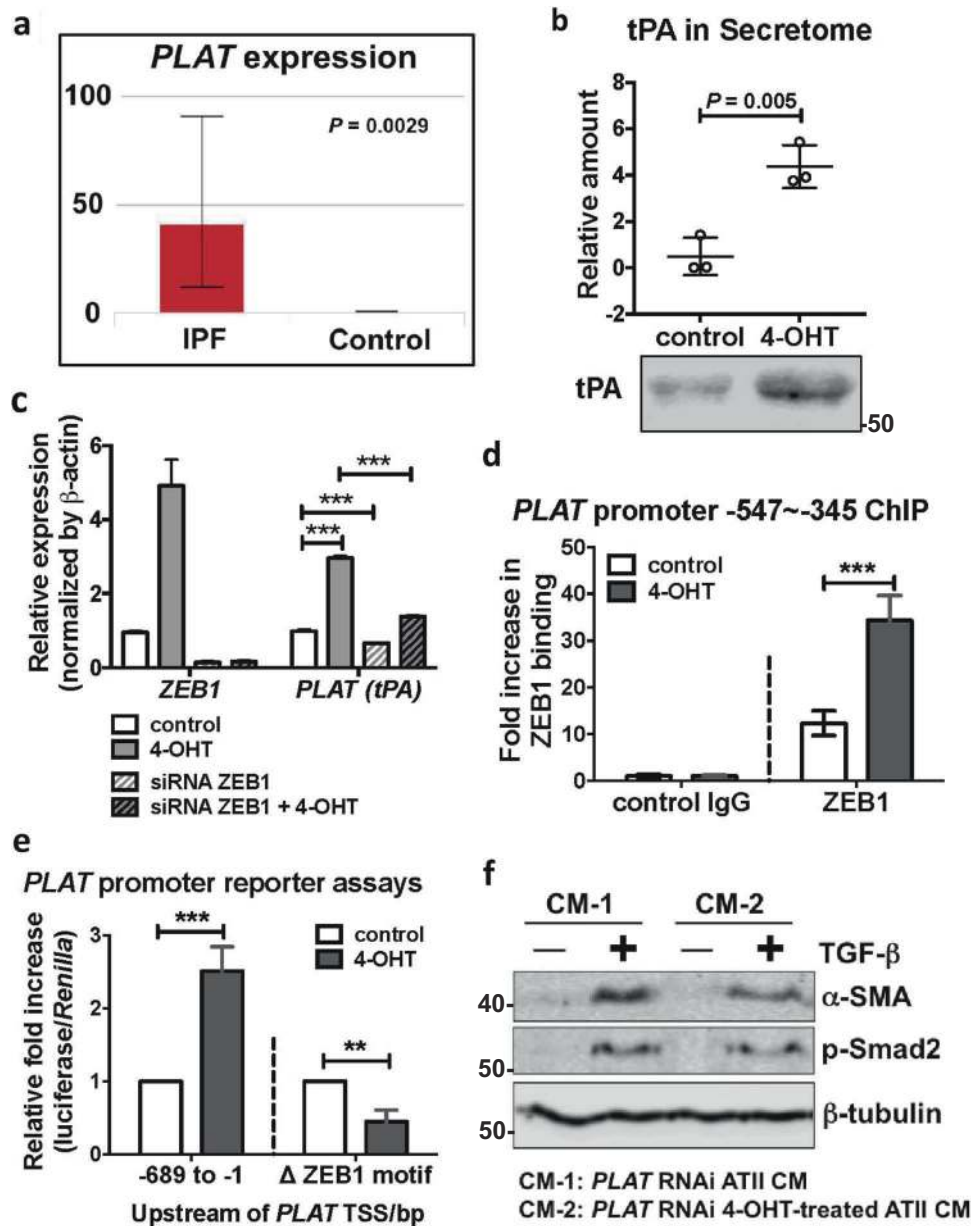 a
PLAT expression
100
P = 0.0029
50
0
IPF
Control
b
tPA in Secretome
8
P = 0.005
6
4
2
0
-2
Relative amount
control
4-OHT
tPA
-50
c
Relative expression
(normalized by β-actin)
6
4
2
0
***
***
***
ZEB1
PLAT (tPA)
control
4-OHT
siRNA ZEB1
siRNA ZEB1 + 4-OHT
d
PLAT promoter -547~-345 ChIP
Fold increase in
ZEB1 binding
50
40
30
20
10
0
control
4-OHT
***
control IgG
ZEB1
e
PLAT promoter reporter assays
Relative fold increase
(luciferase/Renilla)
3
2
1
0
***
control
4-OHT
**
-689 to -1
Δ ZEB1 motif
Upstream of PLAT TSS/bp
f
CM-1
CM-2
— + — + TGF-β
40
α-SMA
50
p-Smad2
50
β-tubulin
CM-1: PLAT RNAi ATII CM
CM-2: PLAT RNAi 4-OHT-treated ATII CM